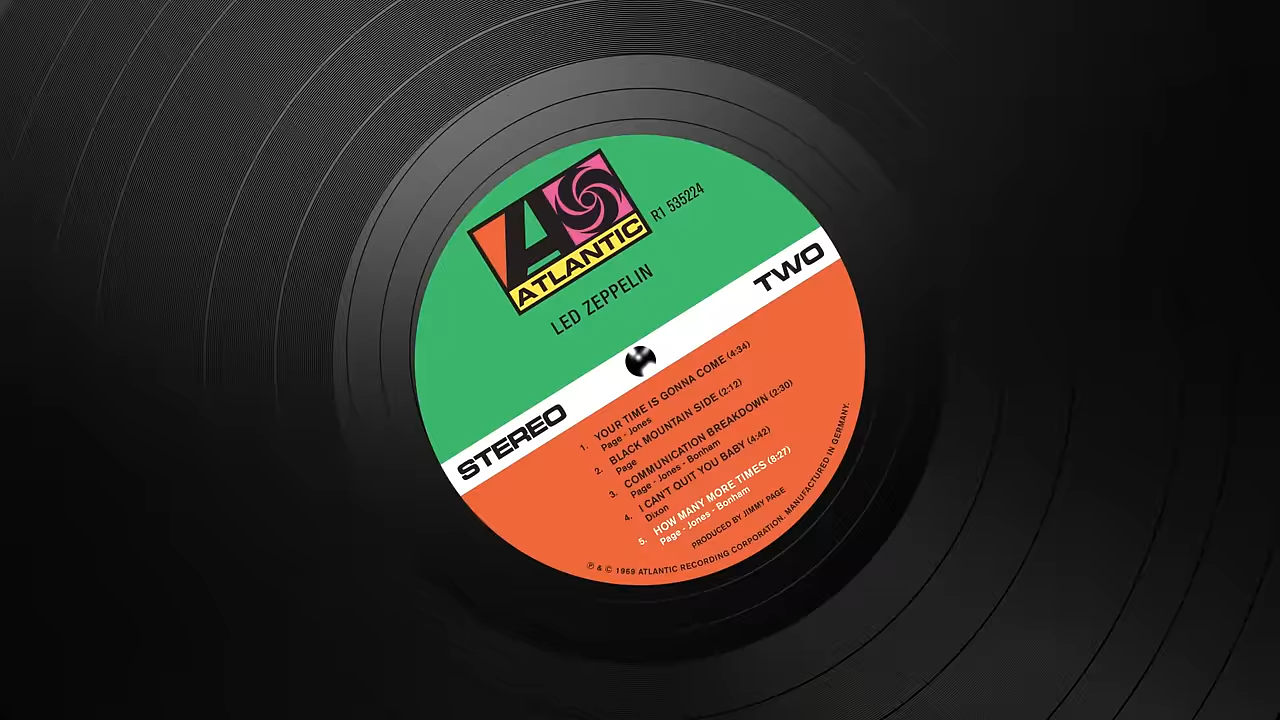 ATLANTIC
R1 535224
LED ZEPPELIN
STEREO
TWO
1. YOUR TIME IS GONNA COME (4:34)
Page - Jones
2. BLACK MOUNTAIN SIDE (2:12)
Page
3. COMMUNICATION BREAKDOWN (2:30)
Page - Jones - Bonham
4. I CAN'T QUIT YOU BABY (4:42)
Dixon
5. HOW MANY MORE TIMES (8:27)
Page - Jones - Bonham
PRODUCED BY JIMMY PAGE
℗ & © 1969 ATLANTIC RECORDING CORPORATION. MANUFACTURED IN GERMANY.